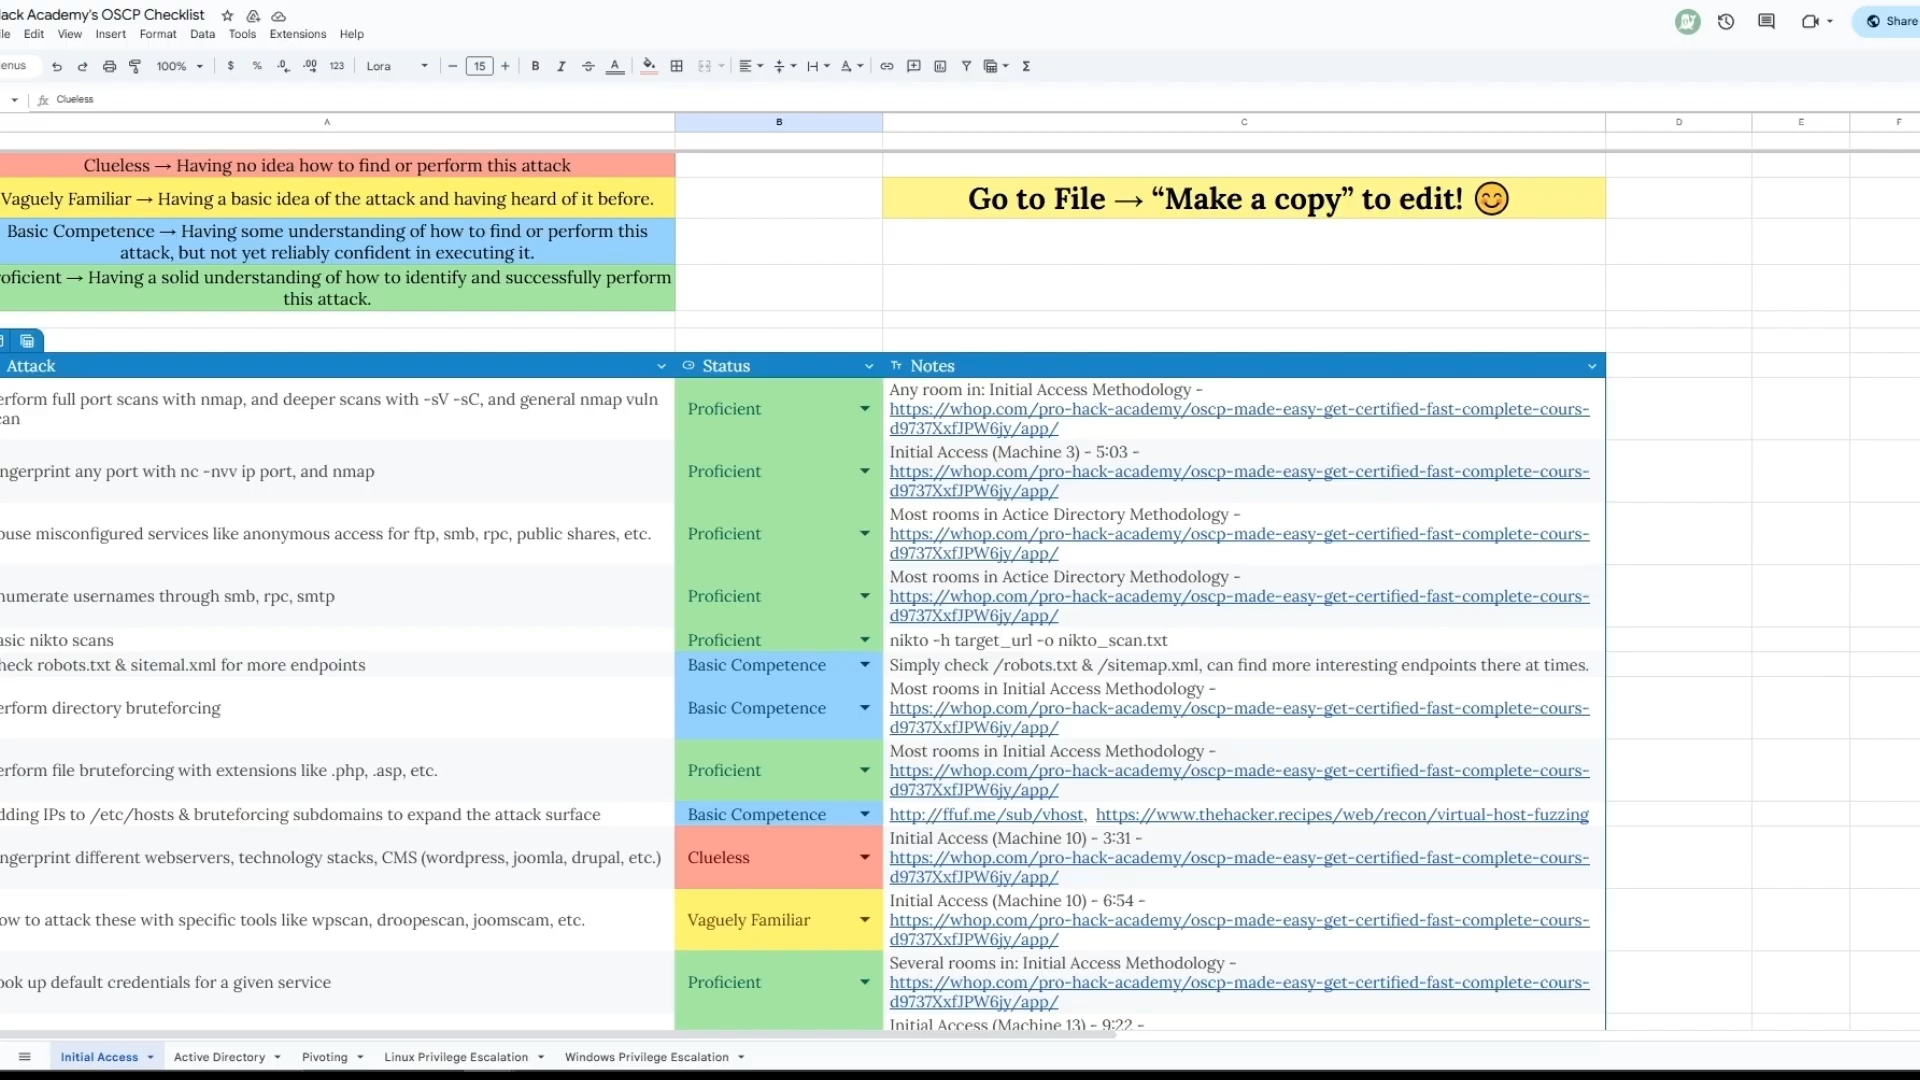 Hack Academy's OSCP Checklist
File Edit View Insert Format Data Tools Extensions Help
Share
enus 100% $ % .0 .00 123 Lora 15 B I S A
fx Clueless
A B C D E F
Clueless → Having no idea how to find or perform this attack
Vaguely Familiar → Having a basic idea of the attack and having heard of it before.
Go to File → “Make a copy” to edit! 😊
Basic Competence → Having some understanding of how to find or perform this
attack, but not yet reliably confident in executing it.
roficient → Having a solid understanding of how to identify and successfully perform
this attack.
Attack Status Tт Notes
erform full port scans with nmap, and deeper scans with -sV -sC, and general nmap vuln
can
Proficient
Any room in: Initial Access Methodology -
https://whop.com/pro-hack-academy/oscp-made-easy-get-certified-fast-complete-cours-
d9737XxfJPW6jy/app/
ngerprint any port with nc -nvv ip port, and nmap
Proficient
Initial Access (Machine 3) - 5:03 -
https://whop.com/pro-hack-academy/oscp-made-easy-get-certified-fast-complete-cours-
d9737XxfJPW6jy/app/
buse misconfigured services like anonymous access for ftp, smb, rpc, public shares, etc.
Proficient
Most rooms in Actice Directory Methodology -
https://whop.com/pro-hack-academy/oscp-made-easy-get-certified-fast-complete-cours-
d9737XxfJPW6jy/app/
numerate usernames through smb, rpc, smtp
Proficient
Most rooms in Actice Directory Methodology -
https://whop.com/pro-hack-academy/oscp-made-easy-get-certified-fast-complete-cours-
d9737XxfJPW6jy/app/
asic nikto scans
Proficient
nikto -h target_url -o nikto_scan.txt
heck robots.txt & sitemal.xml for more endpoints
Basic Competence
Simply check /robots.txt & /sitemap.xml, can find more interesting endpoints there at times.
erform directory bruteforcing
Basic Competence
Most rooms in Initial Access Methodology -
https://whop.com/pro-hack-academy/oscp-made-easy-get-certified-fast-complete-cours-
d9737XxfJPW6jy/app/
erform file bruteforcing with extensions like .php, .asp, etc.
Proficient
Most rooms in Initial Access Methodology -
https://whop.com/pro-hack-academy/oscp-made-easy-get-certified-fast-complete-cours-
d9737XxfJPW6jy/app/
dding IPs to /etc/hosts & bruteforcing subdomains to expand the attack surface
Basic Competence
http://ffuf.me/sub/vhost, https://www.thehacker.recipes/web/recon/virtual-host-fuzzing
ngerprint different webservers, technology stacks, CMS (wordpress, joomla, drupal, etc.)
Clueless
Initial Access (Machine 10) - 3:31 -
https://whop.com/pro-hack-academy/oscp-made-easy-get-certified-fast-complete-cours-
d9737XxfJPW6jy/app/
ow to attack these with specific tools like wpscan, droopescan, joomscam, etc.
Vaguely Familiar
Initial Access (Machine 10) - 6:54 -
https://whop.com/pro-hack-academy/oscp-made-easy-get-certified-fast-complete-cours-
d9737XxfJPW6jy/app/
ook up default credentials for a given service
Proficient
Several rooms in: Initial Access Methodology -
https://whop.com/pro-hack-academy/oscp-made-easy-get-certified-fast-complete-cours-
d9737XxfJPW6jy/app/
Initial Access (Machine 13) - 9:22 -
Initial Access Active Directory Pivoting Linux Privilege Escalation Windows Privilege Escalation